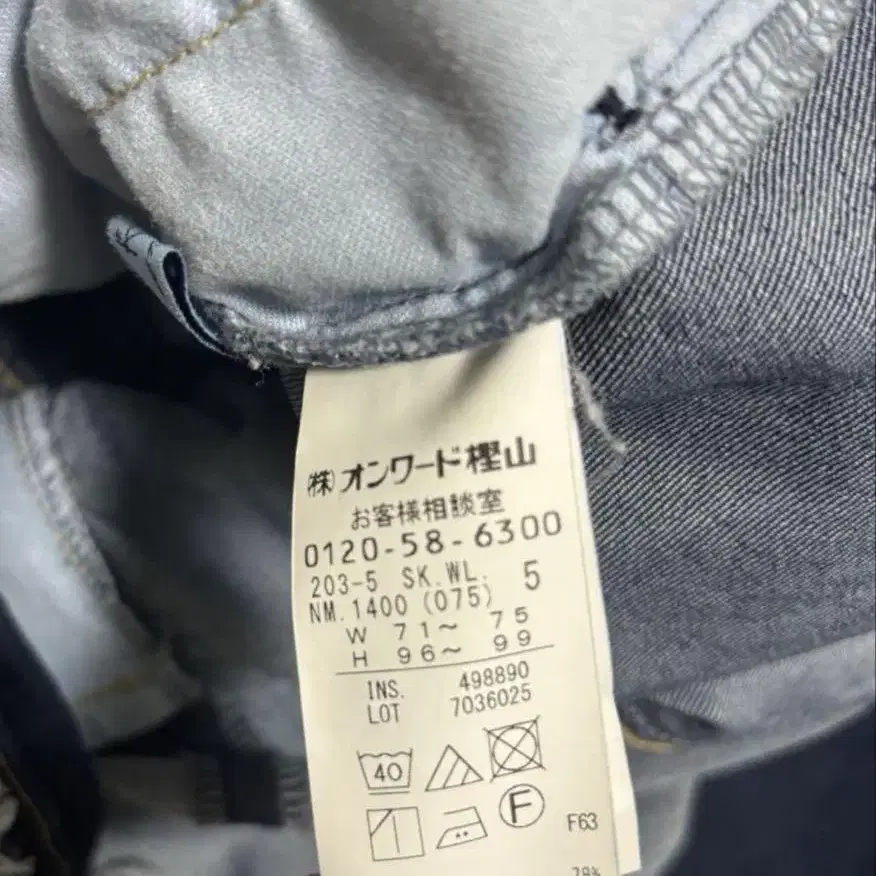 ㈱オンワード樫山
お客様相談室
0120-58-6300
203-5 SK.WL. 5
NM.1400 (075)
W 71〜 75
H 96〜 99
INS. 498890
LOT 7036025
40
F
F63
78%